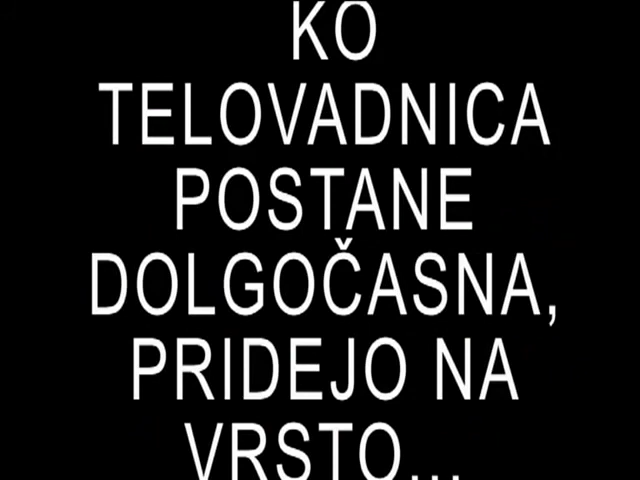 KO
TELOVADNICA
POSTANE
DOLGOČASNA,
PRIDEJO NA
VRSTO...